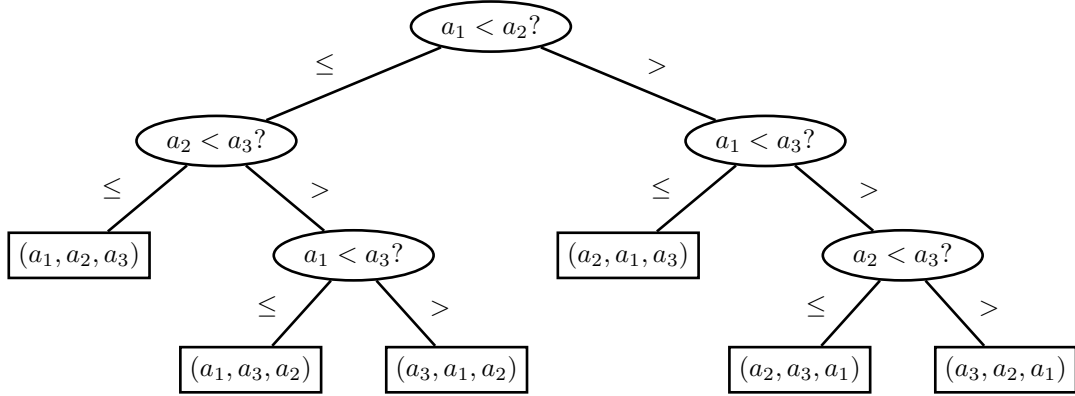 a₁ < a₂?
≤ >
a₂ < a₃? a₁ < a₃?
≤ > ≤ >
(a₁, a₂, a₃) a₁ < a₃? (a₂, a₁, a₃) a₂ < a₃?
≤ > ≤ >
(a₁, a₃, a₂) (a₃, a₁, a₂) (a₂, a₃, a₁) (a₃, a₂, a₁)